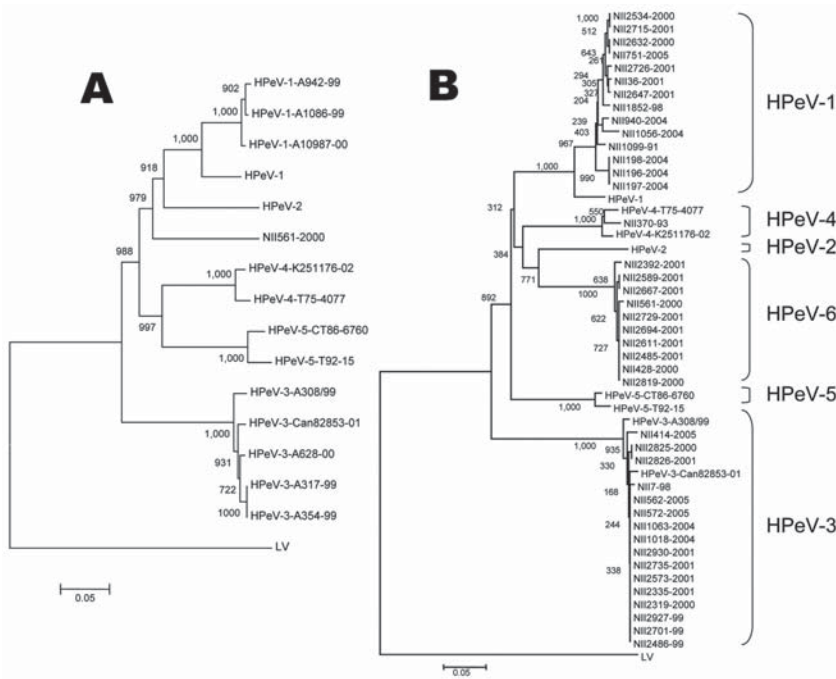 A
902
HPeV-1-A942-99
1,000
HPeV-1-A1086-99
1,000
HPeV-1-A10987-00
918
HPeV-1
979
HPeV-2
988
NII561-2000
1,000
HPeV-4-K251176-02
HPeV-4-T75-4077
997
HPeV-5-CT86-6760
1,000
HPeV-5-T92-15
HPeV-3-A308/99
1,000
HPeV-3-Can82853-01
931
HPeV-3-A628-00
722
HPeV-3-A317-99
1000
HPeV-3-A354-99
LV
0.05
B
1,000
NII2534-2000
512
NII2715-2001
NII2632-2000
643
NII751-2005
261
NII2726-2001
294
NII36-2001
305
327
NII2647-2001
204
NII1852-98
239
NII940-2004
403
NII1056-2004
967
NII1099-91
1,000
NII198-2004
990
NII196-2004
NII197-2004
HPeV-1
HPeV-1
312
550
HPeV-4-T75-4077
1,000
NII370-93
HPeV-4-K251176-02
HPeV-4
384
HPeV-2
HPeV-2
771
NII2392-2001
638
NII2589-2001
1000
NII2667-2001
NII561-2000
622
NII2729-2001
NII2694-2001
NII2611-2001
727
NII2485-2001
NII428-2000
NII2819-2000
HPeV-6
892
HPeV-5-CT86-6760
1,000
HPeV-5-T92-15
HPeV-5
HPeV-3-A308/99
1,000
NII414-2005
935
NII2825-2000
330
NII2826-2001
HPeV-3-Can82853-01
168
NII7-98
NII562-2005
NII572-2005
244
NII1063-2004
NII1018-2004
NII2930-2001
338
NII2735-2001
NII2573-2001
NII2335-2001
NII2319-2000
NII2927-99
NII2701-99
NII2486-99
HPeV-3
LV
0.05